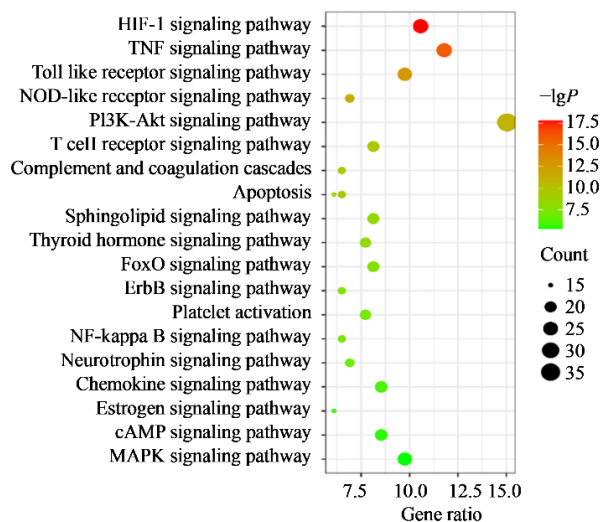 HIF-1 signaling pathway
TNF signaling pathway
Toll like receptor signaling pathway
NOD-like receptor signaling pathway
Pl3K-Akt signaling pathway
T ceII receptor signaling pathway
Complement and coagulation cascades
Apoptosis
Sphingolipid signaling pathway
Thyroid hormone signaling pathway
FoxO signaling pathway
ErbB signaling pathway
Platelet activation
NF-kappa B signaling pathway
Neurotrophin signaling pathway
Chemokine signaling pathway
Estrogen signaling pathway
cAMP signaling pathway
MAPK signaling pathway
7.5 10.0 12.5 15.0
Gene ratio
−lgP
17.5
15.0
12.5
10.0
7.5
Count
15
20
25
30
35